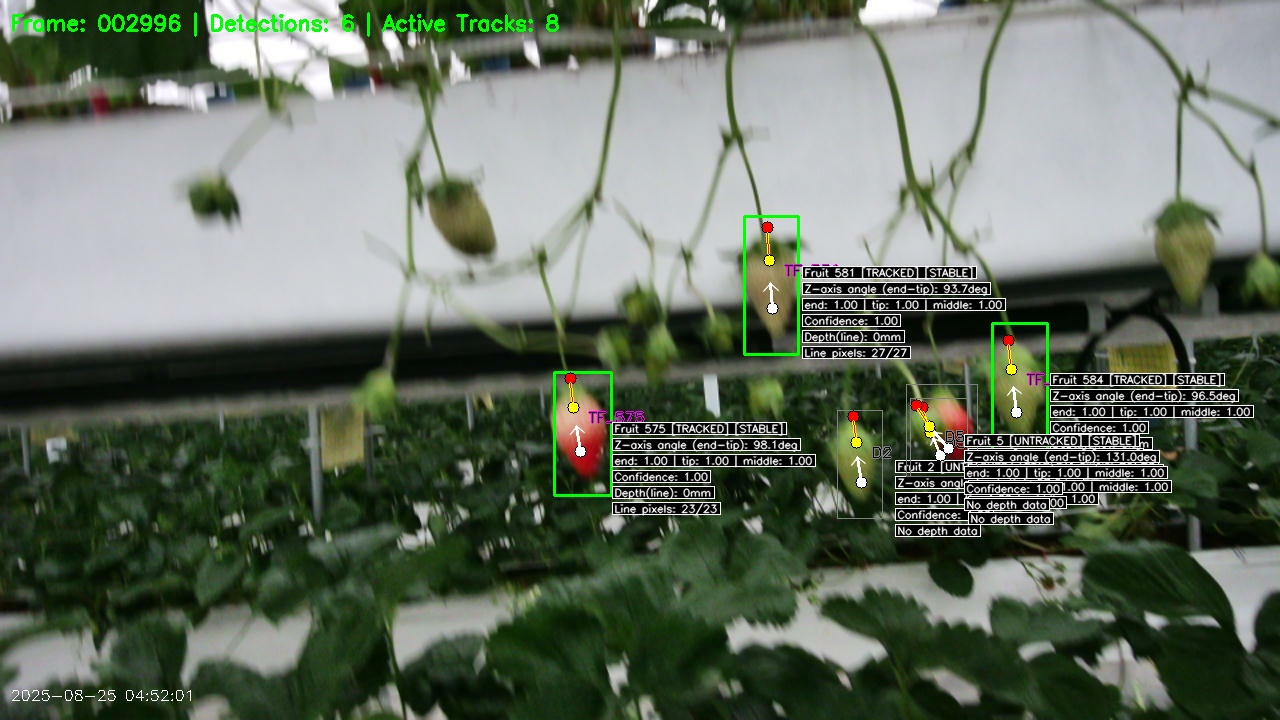 Frame: 002996 | Detections: 6 | Active Tracks: 8
Fruit 581 [TRACKED] [STABLE]
Z-axis angle (end-tip): 93.7deg
end: 1.00 | tip: 1.00 | middle: 1.00
Confidence: 1.00
Depth(line): 0mm
Line pixels: 27/27
Fruit 584 [TRACKED] [STABLE]
Z-axis angle (end-tip): 96.5deg
end: 1.00 | tip: 1.00 | middle: 1.00
Confidence: 1.00
TF_575
Fruit 575 [TRACKED] [STABLE]
Z-axis angle (end-tip): 98.1deg
end: 1.00 | tip: 1.00 | middle: 1.00
Confidence: 1.00
Depth(line): 0mm
Line pixels: 23/23
D2
Fruit 5 [UNTRACKED] [STABLE]
Z-axis angle (end-tip): 131.0deg
end: 1.00 | tip: 1.00 | middle: 1.00
Confidence: 1.00
No depth data
No depth data
Fruit 2
end: 1.00
Confidence:
No depth data
2025-08-25 04:52:01